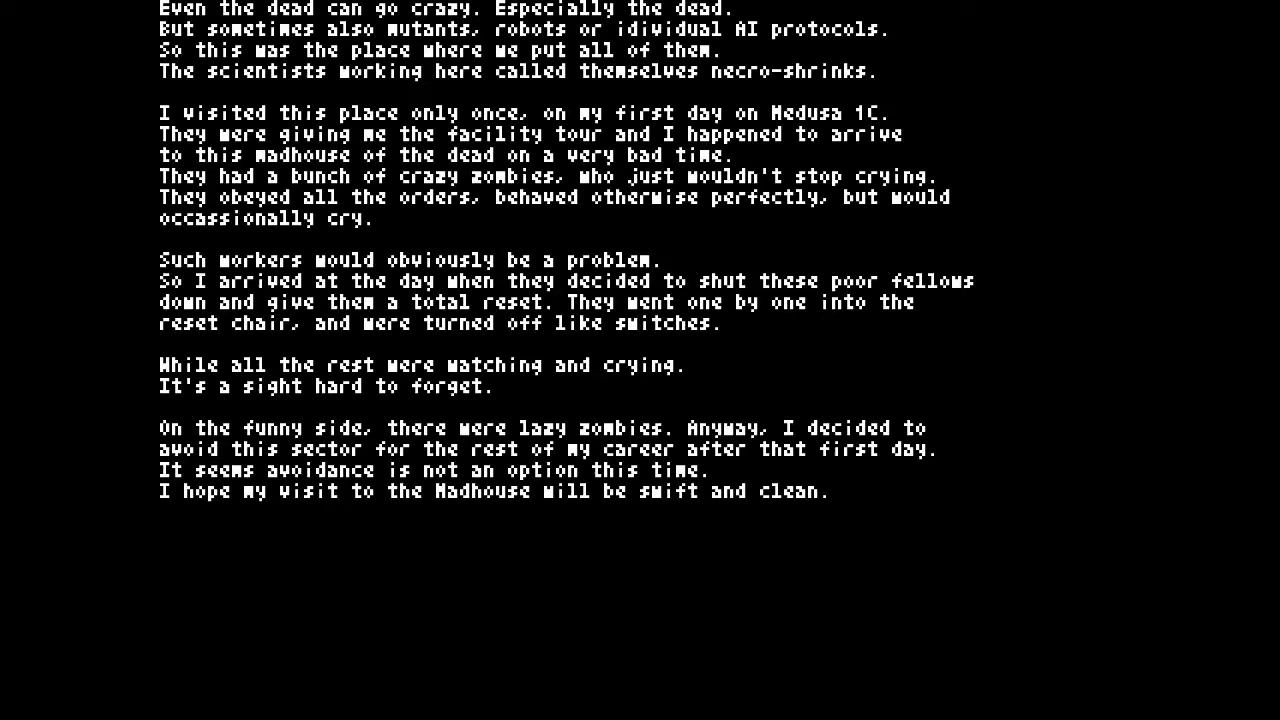 Even the dead can go crazy. Especially the dead.
But sometimes also mutants, robots or idividual AI protocols.
So this was the place where we put all of them.
The scientists working here called themselves necro-shrinks.
I visited this place only once, on my first day on Medusa 1C.
They were giving me the facility tour and I happened to arrive
to this madhouse of the dead on a very bad time.
They had a bunch of crazy zombies, who just wouldn't stop crying.
They obeyed all the orders, behaved otherwise perfectly, but would
occassionally cry.
Such workers would obviously be a problem.
So I arrived at the day when they decided to shut these poor fellows
down and give them a total reset. They went one by one into the
reset chair, and were turned off like switches.
While all the rest were watching and crying.
It's a sight hard to forget.
On the funny side, there were lazy zombies. Anyway, I decided to
avoid this sector for the rest of my career after that first day.
It seems avoidance is not an option this time.
I hope my visit to the Madhouse will be swift and clean.